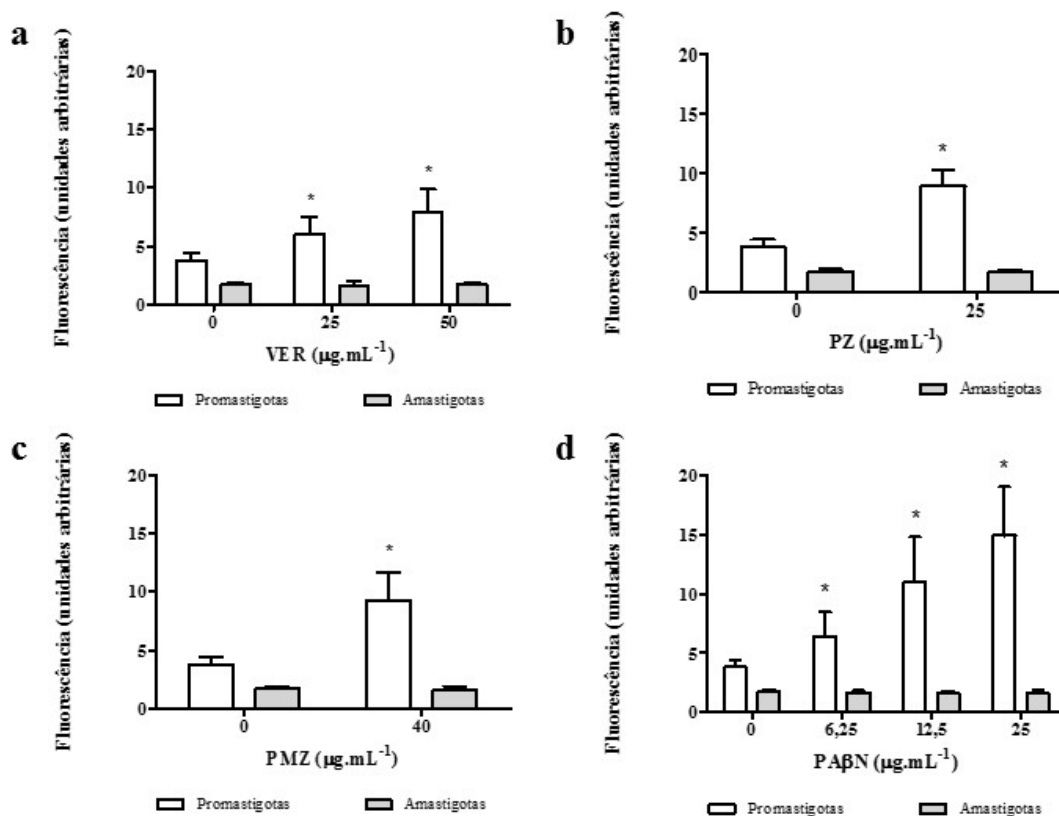 a
Fluorescência (unidades arbitrárias)
20
15
10
5
0
*
*
0 25 50
VER (µg.mL⁻¹)
Promastigotas Amastigotas
b
Fluorescência (unidades arbitrárias)
20
15
10
5
0
*
0 25
PZ (µg.mL⁻¹)
Promastigotas Amastigotas
c
Fluorescência (unidades arbitrárias)
20
15
10
5
0
*
0 40
PMZ (µg.mL⁻¹)
Promastigotas Amastigotas
d
Fluorescência (unidades arbitrárias)
20
15
10
5
0
*
*
*
0 6,25 12,5 25
PAβN (µg.mL⁻¹)
Promastigotas Amastigotas